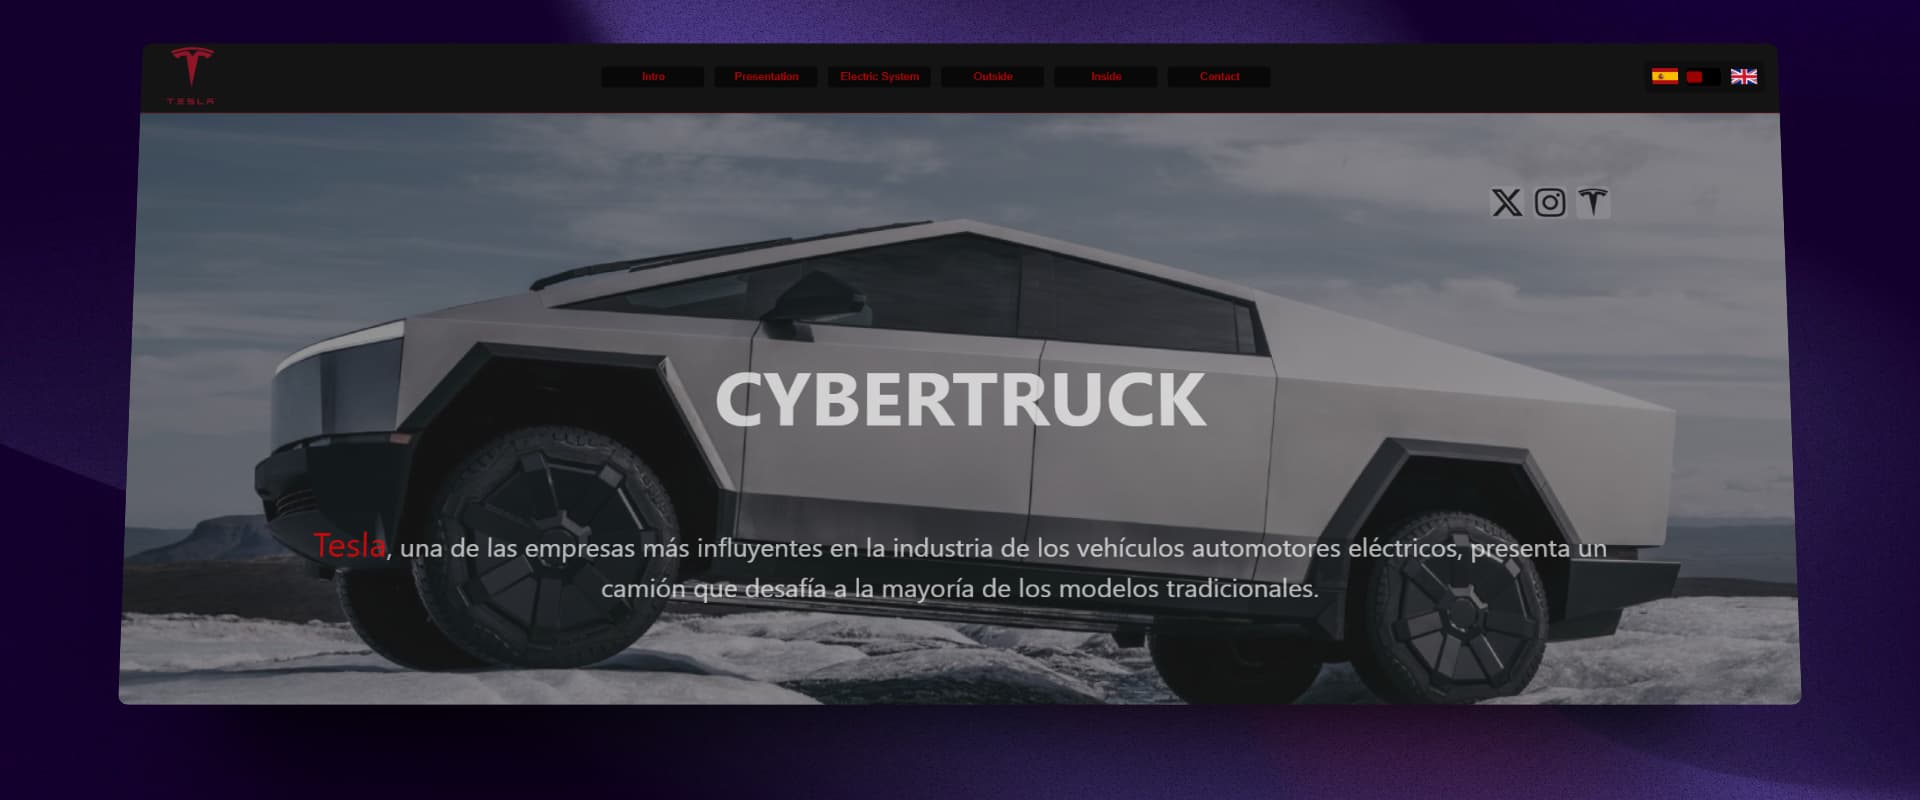 TESLA
Intro
Presentation
Electric System
Outside
Inside
Contact
CYBERTRUCK
Tesla, una de las empresas más influyentes en la industria de los vehículos automotores eléctricos, presenta un
camión que desafía a la mayoría de los modelos tradicionales.